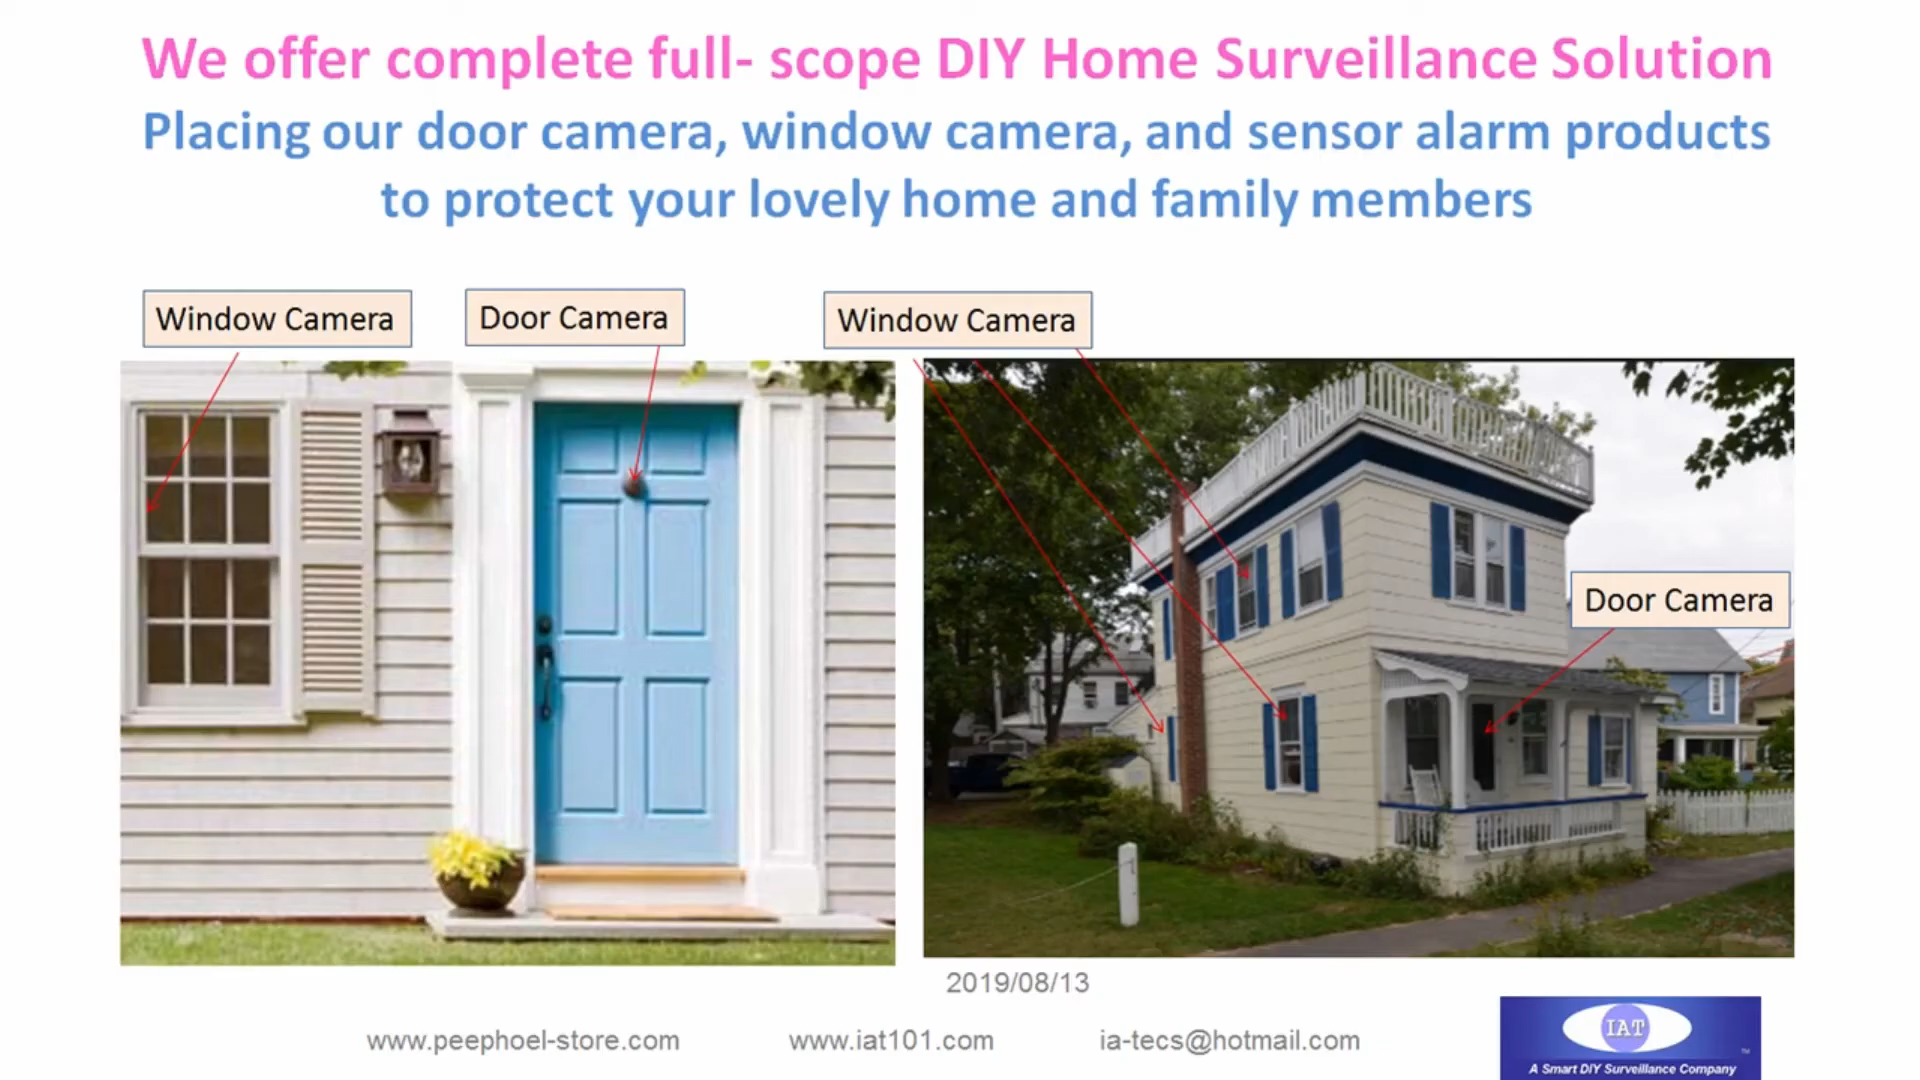 We offer complete full- scope DIY Home Surveillance Solution
Placing our door camera, window camera, and sensor alarm products
to protect your lovely home and family members
Window Camera
Door Camera
Window Camera
Door Camera
2019/08/13
www.peephoel-store.com
www.iat101.com
ia-tecs@hotmail.com
IAT
TM
A Smart DIY Surveillance Company